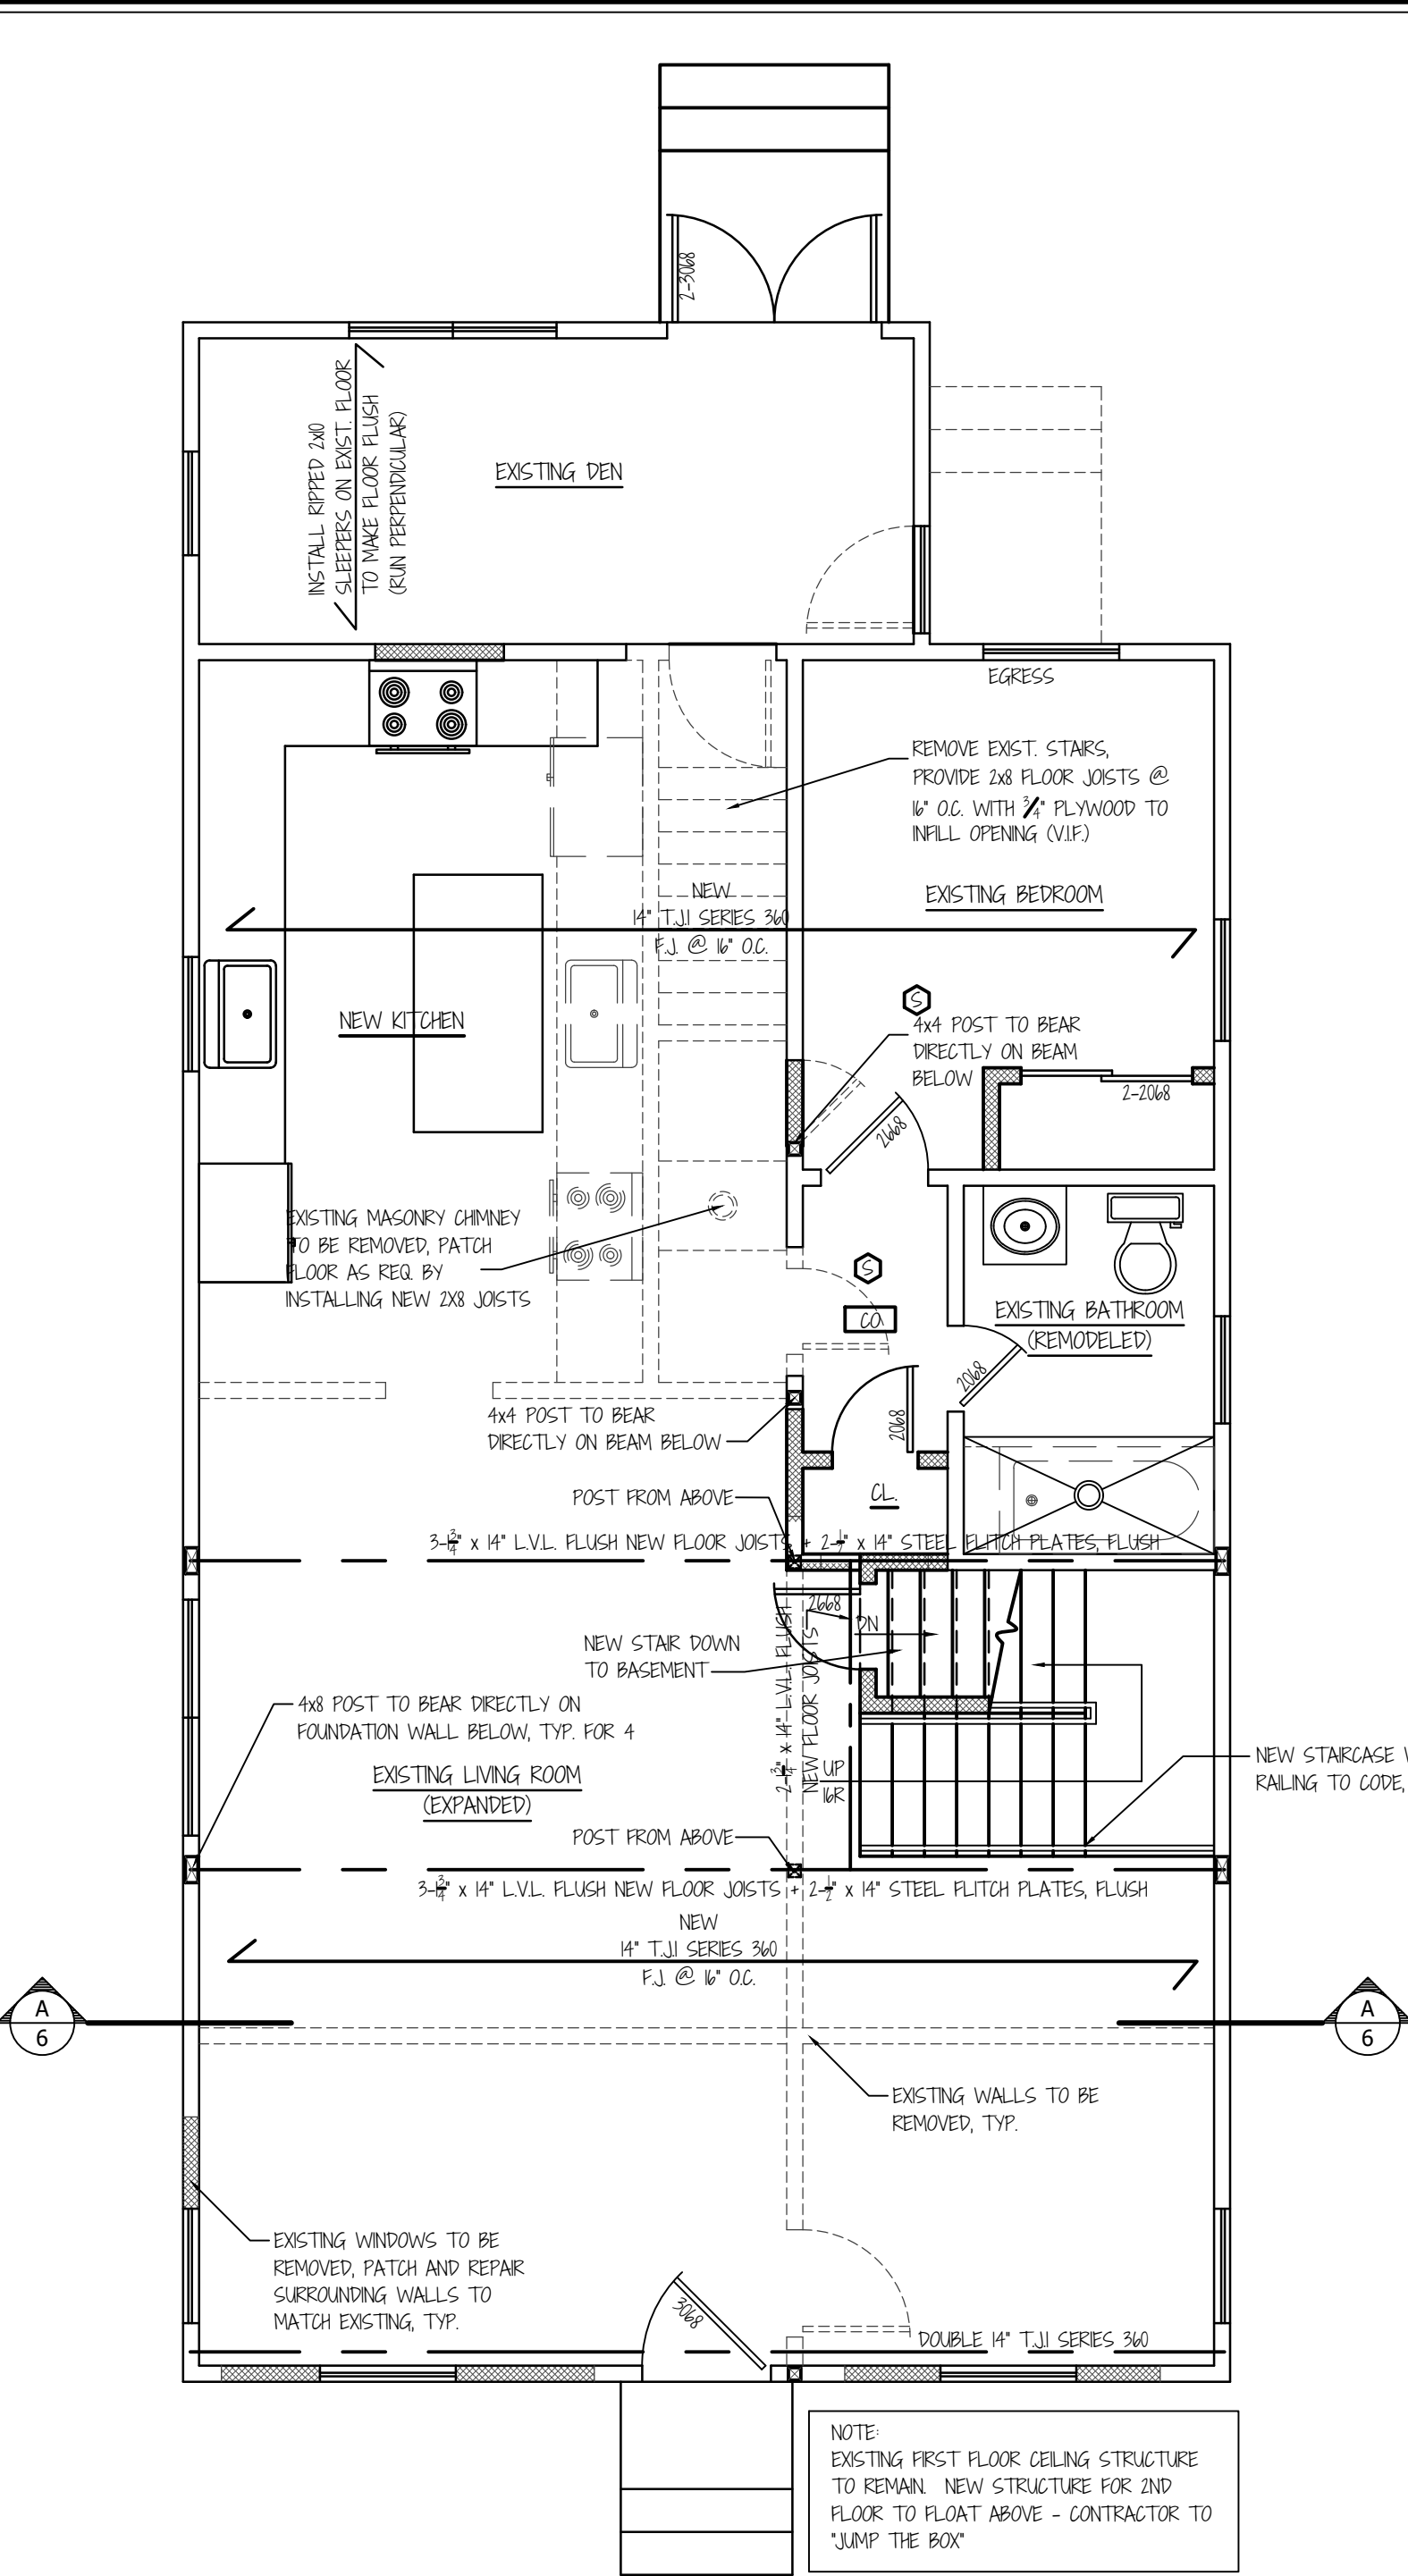 2-3068
INSTALL RIPPED 2x10
SLEEPERS ON EXIST. FLOOR
TO MAKE FLOOR FLUSH
(RUN PERPENDICULAR)
EXISTING DEN
EGRESS
REMOVE EXIST. STAIRS,
PROVIDE 2x8 FLOOR JOISTS @
16" O.C. WITH 3/4" PLYWOOD TO
INFILL OPENING (V.I.F.)
EXISTING BEDROOM
NEW
14" T.J.I SERIES 360
F.J. @ 16" O.C.
NEW KITCHEN
S
4x4 POST TO BEAR
DIRECTLY ON BEAM
BELOW
2-2068
2668
EXISTING MASONRY CHIMNEY
TO BE REMOVED, PATCH
FLOOR AS REQ. BY
INSTALLING NEW 2X8 JOISTS
S
CO
EXISTING BATHROOM
(REMODELED)
2068
2068
4x4 POST TO BEAR
DIRECTLY ON BEAM BELOW
CL.
POST FROM ABOVE
3-1 3/4" x 14" L.V.L. FLUSH NEW FLOOR JOISTS + 2-1/2" x 14" STEEL FLITCH PLATES, FLUSH
2668
DN
NEW STAIR DOWN
TO BASEMENT
2-1 3/4" x 14" L.V.L. FLUSH
NEW FLOOR JOISTS
4x8 POST TO BEAR DIRECTLY ON
FOUNDATION WALL BELOW, TYP. FOR 4
UP
16R
NEW STAIRCASE
RAILING TO CODE,
EXISTING LIVING ROOM
(EXPANDED)
POST FROM ABOVE
3-1 3/4" x 14" L.V.L. FLUSH NEW FLOOR JOISTS + 2-1/2" x 14" STEEL FLITCH PLATES, FLUSH
NEW
14" T.J.I SERIES 360
F.J. @ 16" O.C.
A
6
A
6
EXISTING WALLS TO BE
REMOVED, TYP.
EXISTING WINDOWS TO BE
REMOVED, PATCH AND REPAIR
SURROUNDING WALLS TO
MATCH EXISTING, TYP.
3068
DOUBLE 14" T.J.I SERIES 360
NOTE:
EXISTING FIRST FLOOR CEILING STRUCTURE
TO REMAIN. NEW STRUCTURE FOR 2ND
FLOOR TO FLOAT ABOVE - CONTRACTOR TO
"JUMP THE BOX"